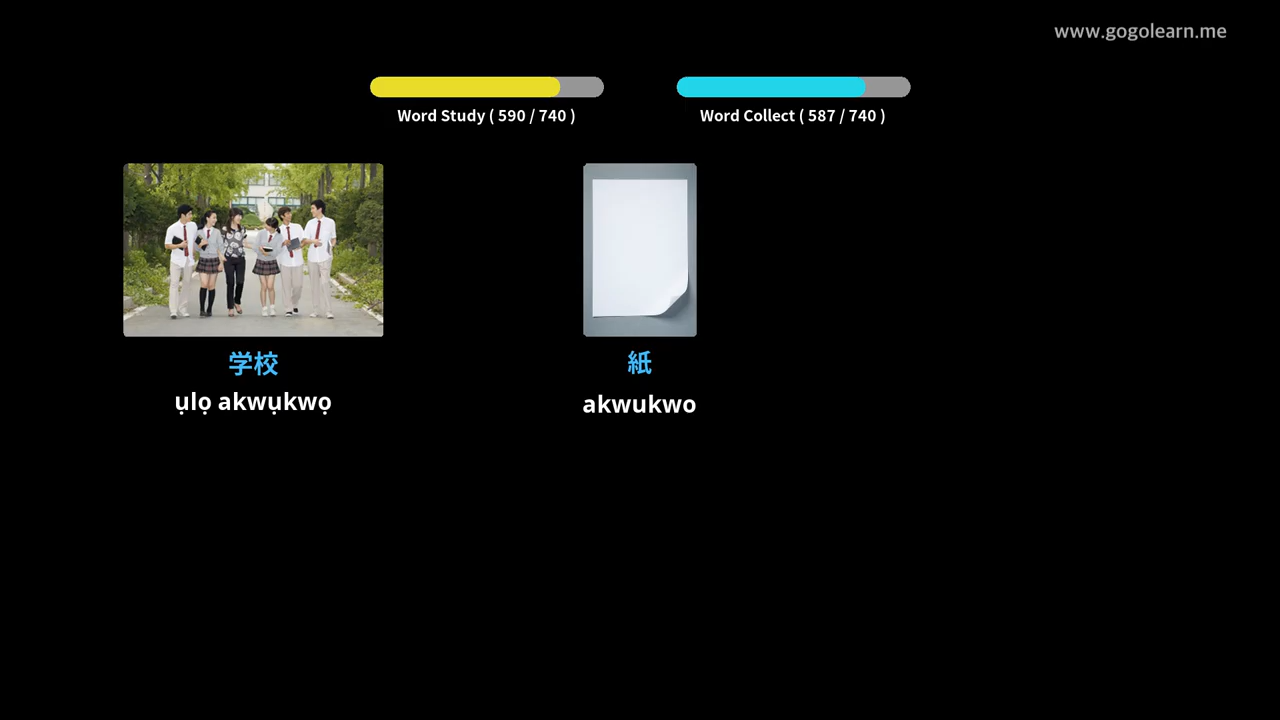 www.gogolearn.me
Word Study ( 590 / 740 )
Word Collect ( 587 / 740 )
学校
ụlọ akwụkwọ
紙
akwukwo